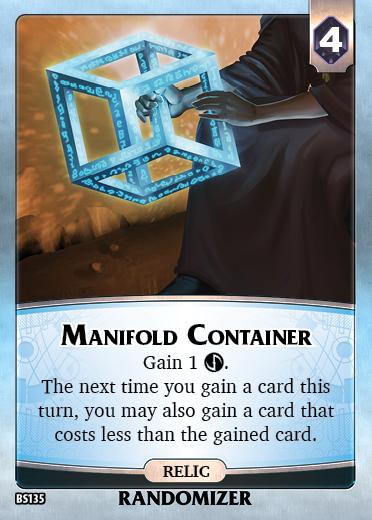 4
MANIFOLD CONTAINER
Gain 1 .
The next time you gain a card this
turn, you may also gain a card that
costs less than the gained card.
RELIC
BS135
RANDOMIZER